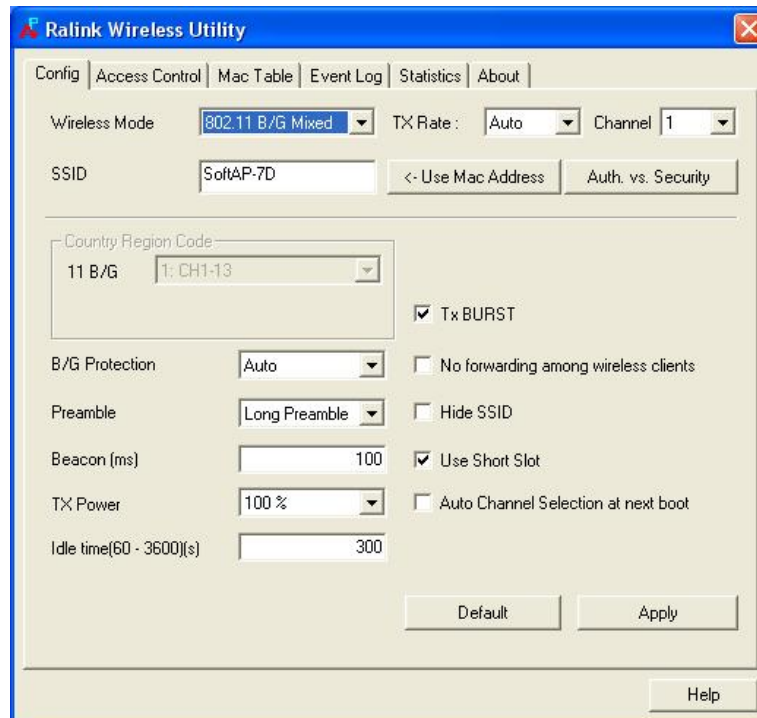 Ralink Wireless Utility
Config Access Control Mac Table Event Log Statistics About
Wireless Mode 802.11 B/G Mixed TX Rate : Auto Channel 1
SSID SoftAP-7D <- Use Mac Address Auth. vs. Security
Country Region Code
11 B/G 1: CH1-13
Tx BURST
B/G Protection Auto No forwarding among wireless clients
Preamble Long Preamble Hide SSID
Beacon (ms) 100 Use Short Slot
TX Power 100 % Auto Channel Selection at next boot
Idle time(60 - 3600)(s) 300
Default Apply
Help